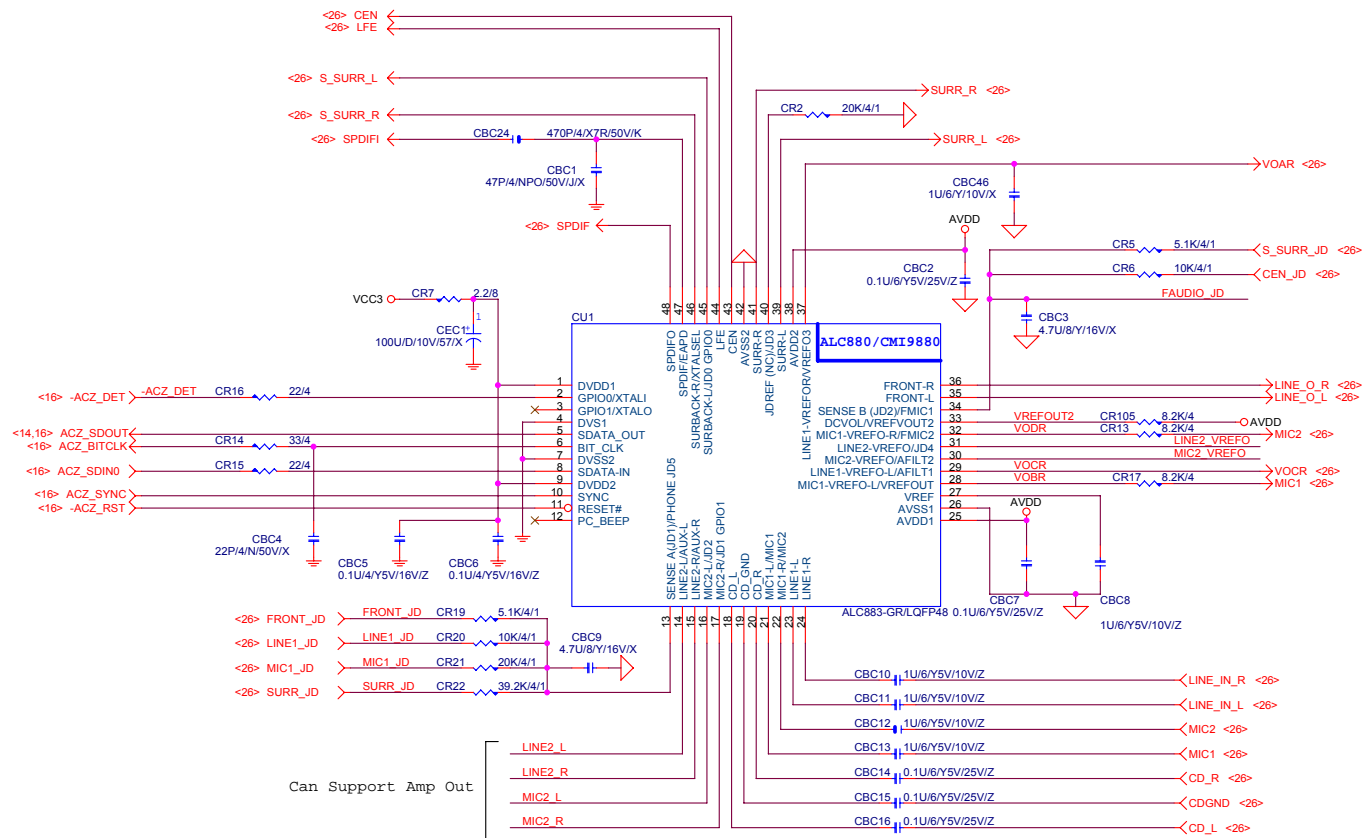 <26> CEN
<26> LFE
<26> S_SURR_L
SURR_R <26>
CR2 20K/4/1
<26> S_SURR_R
<26> SPDIFI
CBC24 470P/4/X7R/50V/K
SURR_L <26>
CBC1
47P/4/NPO/50V/J/X
VOAR <26>
CBC46
1U/6/Y/10V/X
<26> SPDIF
AVDD
CBC2
0.1U/6/Y5V/25V/Z
CR5 5.1K/4/1 S_SURR_JD <26>
CR6 10K/4/1 CEN_JD <26>
FAUDIO_JD
CBC3
4.7U/8/Y/16V/X
VCC3 CR7 2.2/8
CEC1
1
100U/D/10V/57/X
48 47 46 45 44 43 42 41 40 39 38 37
CU1
SPDIFO
SPDIFI/EAPD
SURBACK-R/XTALSEL
SURBACK-L/JD0 GPIO0
LFE
CEN
AVSS2
SURR-R
JDREF (NC)/JD3
SURR-L
AVDD2
LINE1-VREFOR/VREFO3
ALC880/CMI9880
1 DVDD1
2 GPIO0/XTALI
3 GPIO1/XTALO
4 DVS1
5 SDATA_OUT
6 BIT_CLK
7 DVSS2
8 SDATA-IN
9 DVDD2
10 SYNC
11 RESET#
12 PC_BEEP
<16> -ACZ_DET -ACZ_DET CR16 22/4
<14,16> ACZ_SDOUT
<16> ACZ_BITCLK CR14 33/4
<16> ACZ_SDIN0 CR15 22/4
<16> ACZ_SYNC
<16> -ACZ_RST
FRONT-R 36 LINE_O_R <26>
FRONT-L 35 LINE_O_L <26>
SENSE B (JD2)/FMIC1 34
DCVOL/VREFVOUT2 33 VREFOUT2 CR105 8.2K/4 AVDD
MIC1-VREFO-R/FMIC2 32 VODR CR13 8.2K/4 MIC2 <26>
LINE2-VREFO/JD4 31 LINE2_VREFO
MIC2-VREFO/AFILT2 30 MIC2_VREFO
LINE1-VREFO-L/AFILT1 29 VOCR VOCR <26>
MIC1-VREFO-L/VREFOUT 28 VOBR CR17 8.2K/4 MIC1 <26>
VREF 27
AVSS1 26
AVDD1 25
AVDD
CBC4
22P/4/N/50V/X
CBC5
0.1U/4/Y5V/16V/Z
CBC6
0.1U/4/Y5V/16V/Z
SENSE A(JD1)/PHONE JD5
LINE2-L/AUX-L
LINE2-R/AUX-R
MIC2-L/JD2
MIC2-R/JD1 GPIO1
CD_L
CD_GND
CD_R
MIC1-L/MIC1
MIC1-R/MIC2
LINE1-L
LINE1-R
13 14 15 16 17 18 19 20 21 22 23 24
ALC883-GR/LQFP48
CBC7
0.1U/6/Y5V/25V/Z
CBC8
1U/6/Y5V/10V/Z
<26> FRONT_JD FRONT_JD CR19 5.1K/4/1
<26> LINE1_JD LINE1_JD CR20 10K/4/1
<26> MIC1_JD MIC1_JD CR21 20K/4/1
<26> SURR_JD SURR_JD CR22 39.2K/4/1
CBC9
4.7U/8/Y/16V/X
CBC10 1U/6/Y5V/10V/Z LINE_IN_R <26>
CBC11 1U/6/Y5V/10V/Z LINE_IN_L <26>
CBC12 1U/6/Y5V/10V/Z MIC2 <26>
CBC13 1U/6/Y5V/10V/Z MIC1 <26>
CBC14 0.1U/6/Y5V/25V/Z CD_R <26>
CBC15 0.1U/6/Y5V/25V/Z CDGND <26>
CBC16 0.1U/6/Y5V/25V/Z CD_L <26>
Can Support Amp Out
LINE2_L
LINE2_R
MIC2_L
MIC2_R